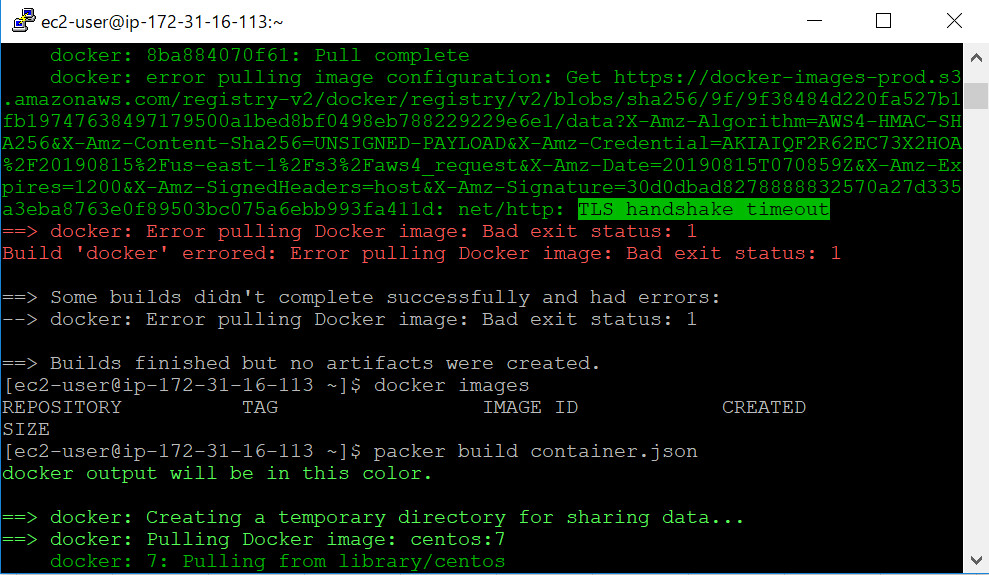 ec2-user@ip-172-31-16-113:~
docker: 8ba884070f61: Pull complete
docker: error pulling image configuration: Get https://docker-images-prod.s3
.amazonaws.com/registry-v2/docker/registry/v2/blobs/sha256/9f/9f38484d220fa527b1
fb19747638497179500a1bed8bf0498eb788229229e6e1/data?X-Amz-Algorithm=AWS4-HMAC-SH
A256&X-Amz-Content-Sha256=UNSIGNED-PAYLOAD&X-Amz-Credential=AKIAIQF2R62EC73X2HOA
%2F20190815%2Fus-east-1%2Fs3%2Faws4_request&X-Amz-Date=20190815T070859Z&X-Amz-Ex
pires=1200&X-Amz-SignedHeaders=host&X-Amz-Signature=30d0dbad8278888832570a27d335
a3eba8763e0f89503bc075a6ebb993fa411d: net/http: TLS handshake timeout
==> docker: Error pulling Docker image: Bad exit status: 1
Build 'docker' errored: Error pulling Docker image: Bad exit status: 1
==> Some builds didn't complete successfully and had errors:
--> docker: Error pulling Docker image: Bad exit status: 1
==> Builds finished but no artifacts were created.
[ec2-user@ip-172-31-16-113 ~]$ docker images
REPOSITORY TAG IMAGE ID CREATED
SIZE
[ec2-user@ip-172-31-16-113 ~]$ packer build container.json
docker output will be in this color.
==> docker: Creating a temporary directory for sharing data...
==> docker: Pulling Docker image: centos:7
docker: 7: Pulling from library/centos